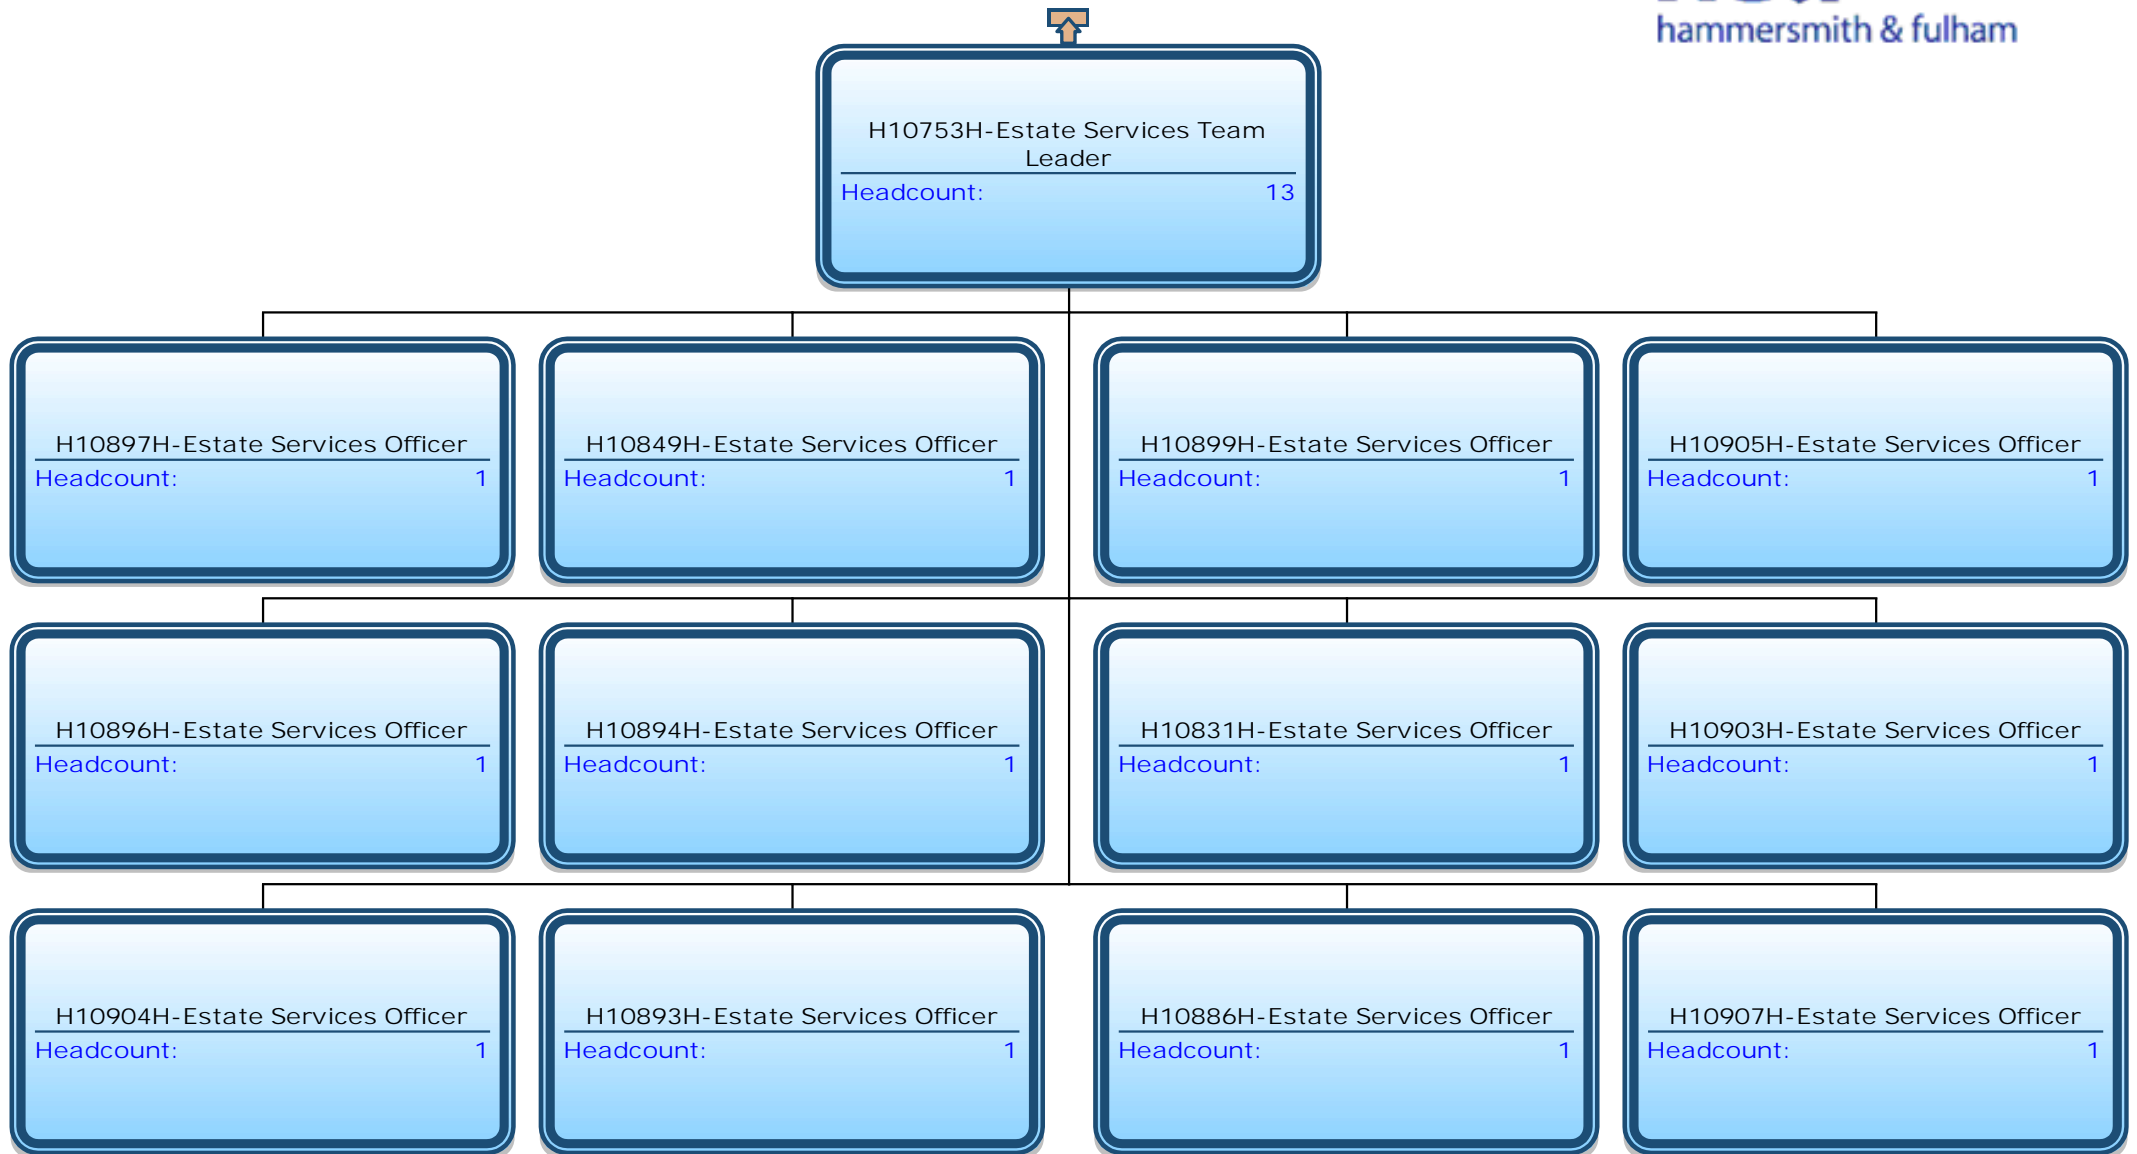 hammersmith & fulham
H10753H-Estate Services Team
Leader
Headcount: 13
H10897H-Estate Services Officer
Headcount: 1
H10849H-Estate Services Officer
Headcount: 1
H10899H-Estate Services Officer
Headcount: 1
H10905H-Estate Services Officer
Headcount: 1
H10896H-Estate Services Officer
Headcount: 1
H10894H-Estate Services Officer
Headcount: 1
H10831H-Estate Services Officer
Headcount: 1
H10903H-Estate Services Officer
Headcount: 1
H10904H-Estate Services Officer
Headcount: 1
H10893H-Estate Services Officer
Headcount: 1
H10886H-Estate Services Officer
Headcount: 1
H10907H-Estate Services Officer
Headcount: 1